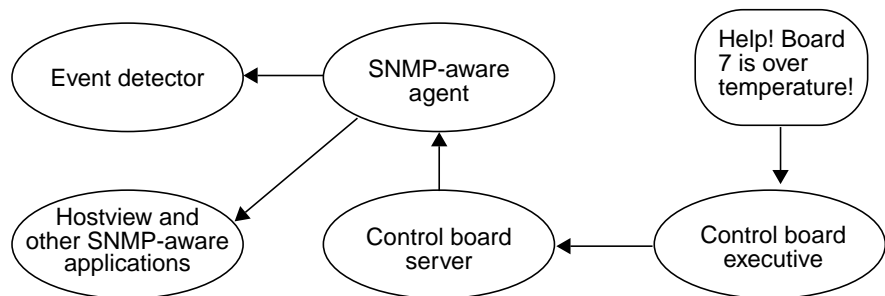 Event detector
SNMP-aware
agent
Help! Board
7 is over
temperature!
Hostview and
other SNMP-aware
applications
Control board
server
Control board
executive